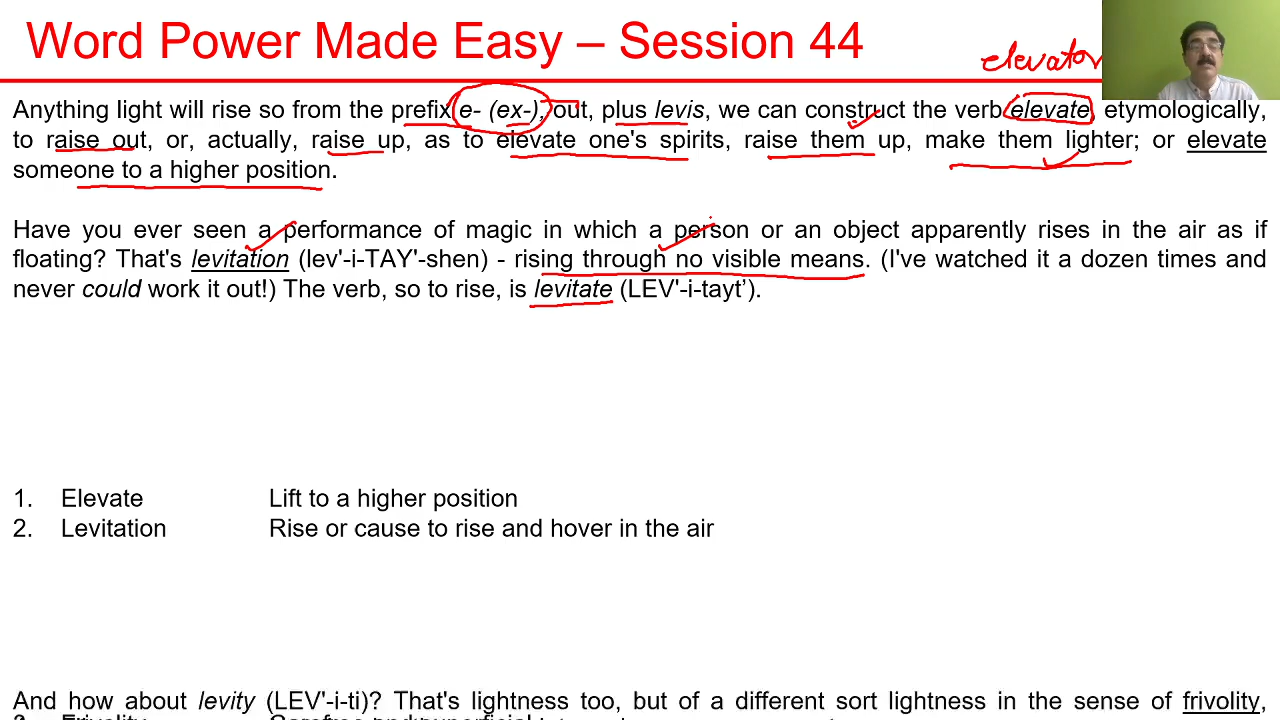 Word Power Made Easy – Session 44
elevator
Anything light will rise so from the prefix e- (ex-), out, plus levis, we can construct the verb elevate, etymologically,
to raise out, or, actually, raise up, as to elevate one's spirits, raise them up, make them lighter; or elevate
someone to a higher position.
Have you ever seen a performance of magic in which a person or an object apparently rises in the air as if
floating? That's levitation (lev'-i-TAY'-shen) - rising through no visible means. (I've watched it a dozen times and
never could work it out!) The verb, so to rise, is levitate (LEV'-i-tayt’).
1. Elevate Lift to a higher position
2. Levitation Rise or cause to rise and hover in the air
And how about levity (LEV'-i-ti)? That's lightness too, but of a different sort lightness in the sense of frivolity,
3. Frivolity Carefree and superficial